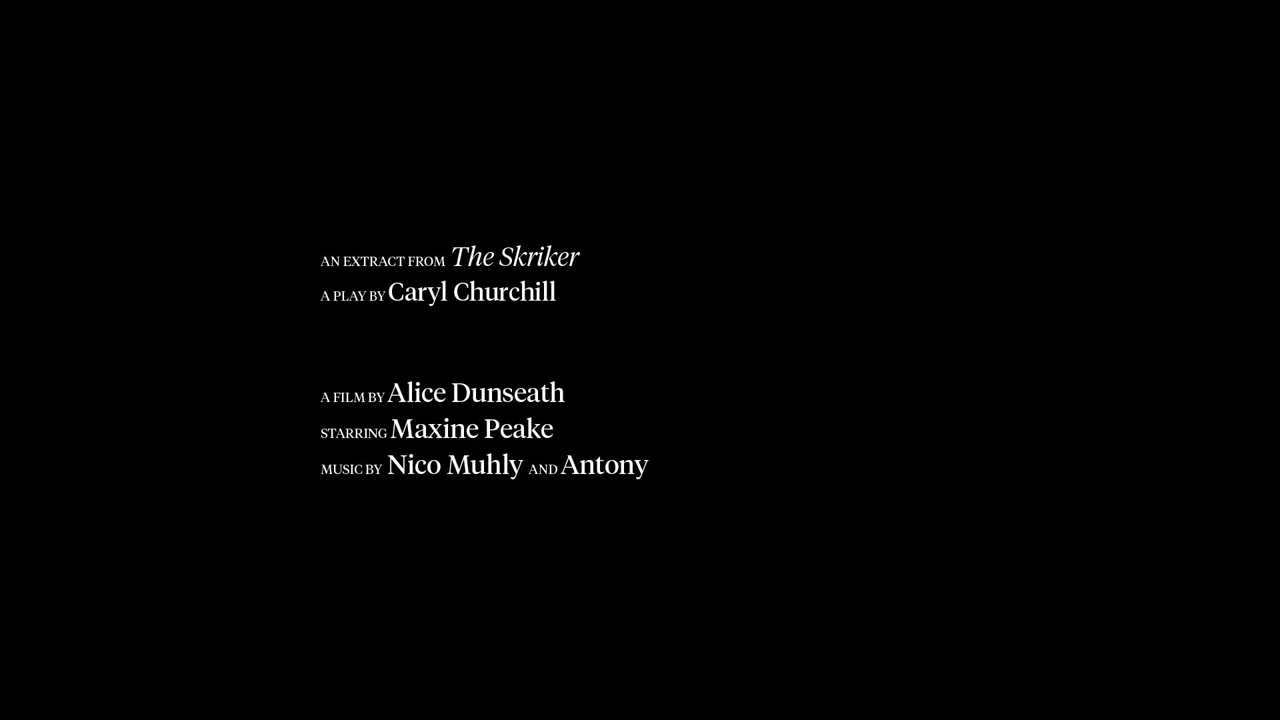 AN EXTRACT FROM The Skriker
A PLAY BY Caryl Churchill
A FILM BY Alice Dunseath
STARRING Maxine Peake
MUSIC BY Nico Muhly AND Antony